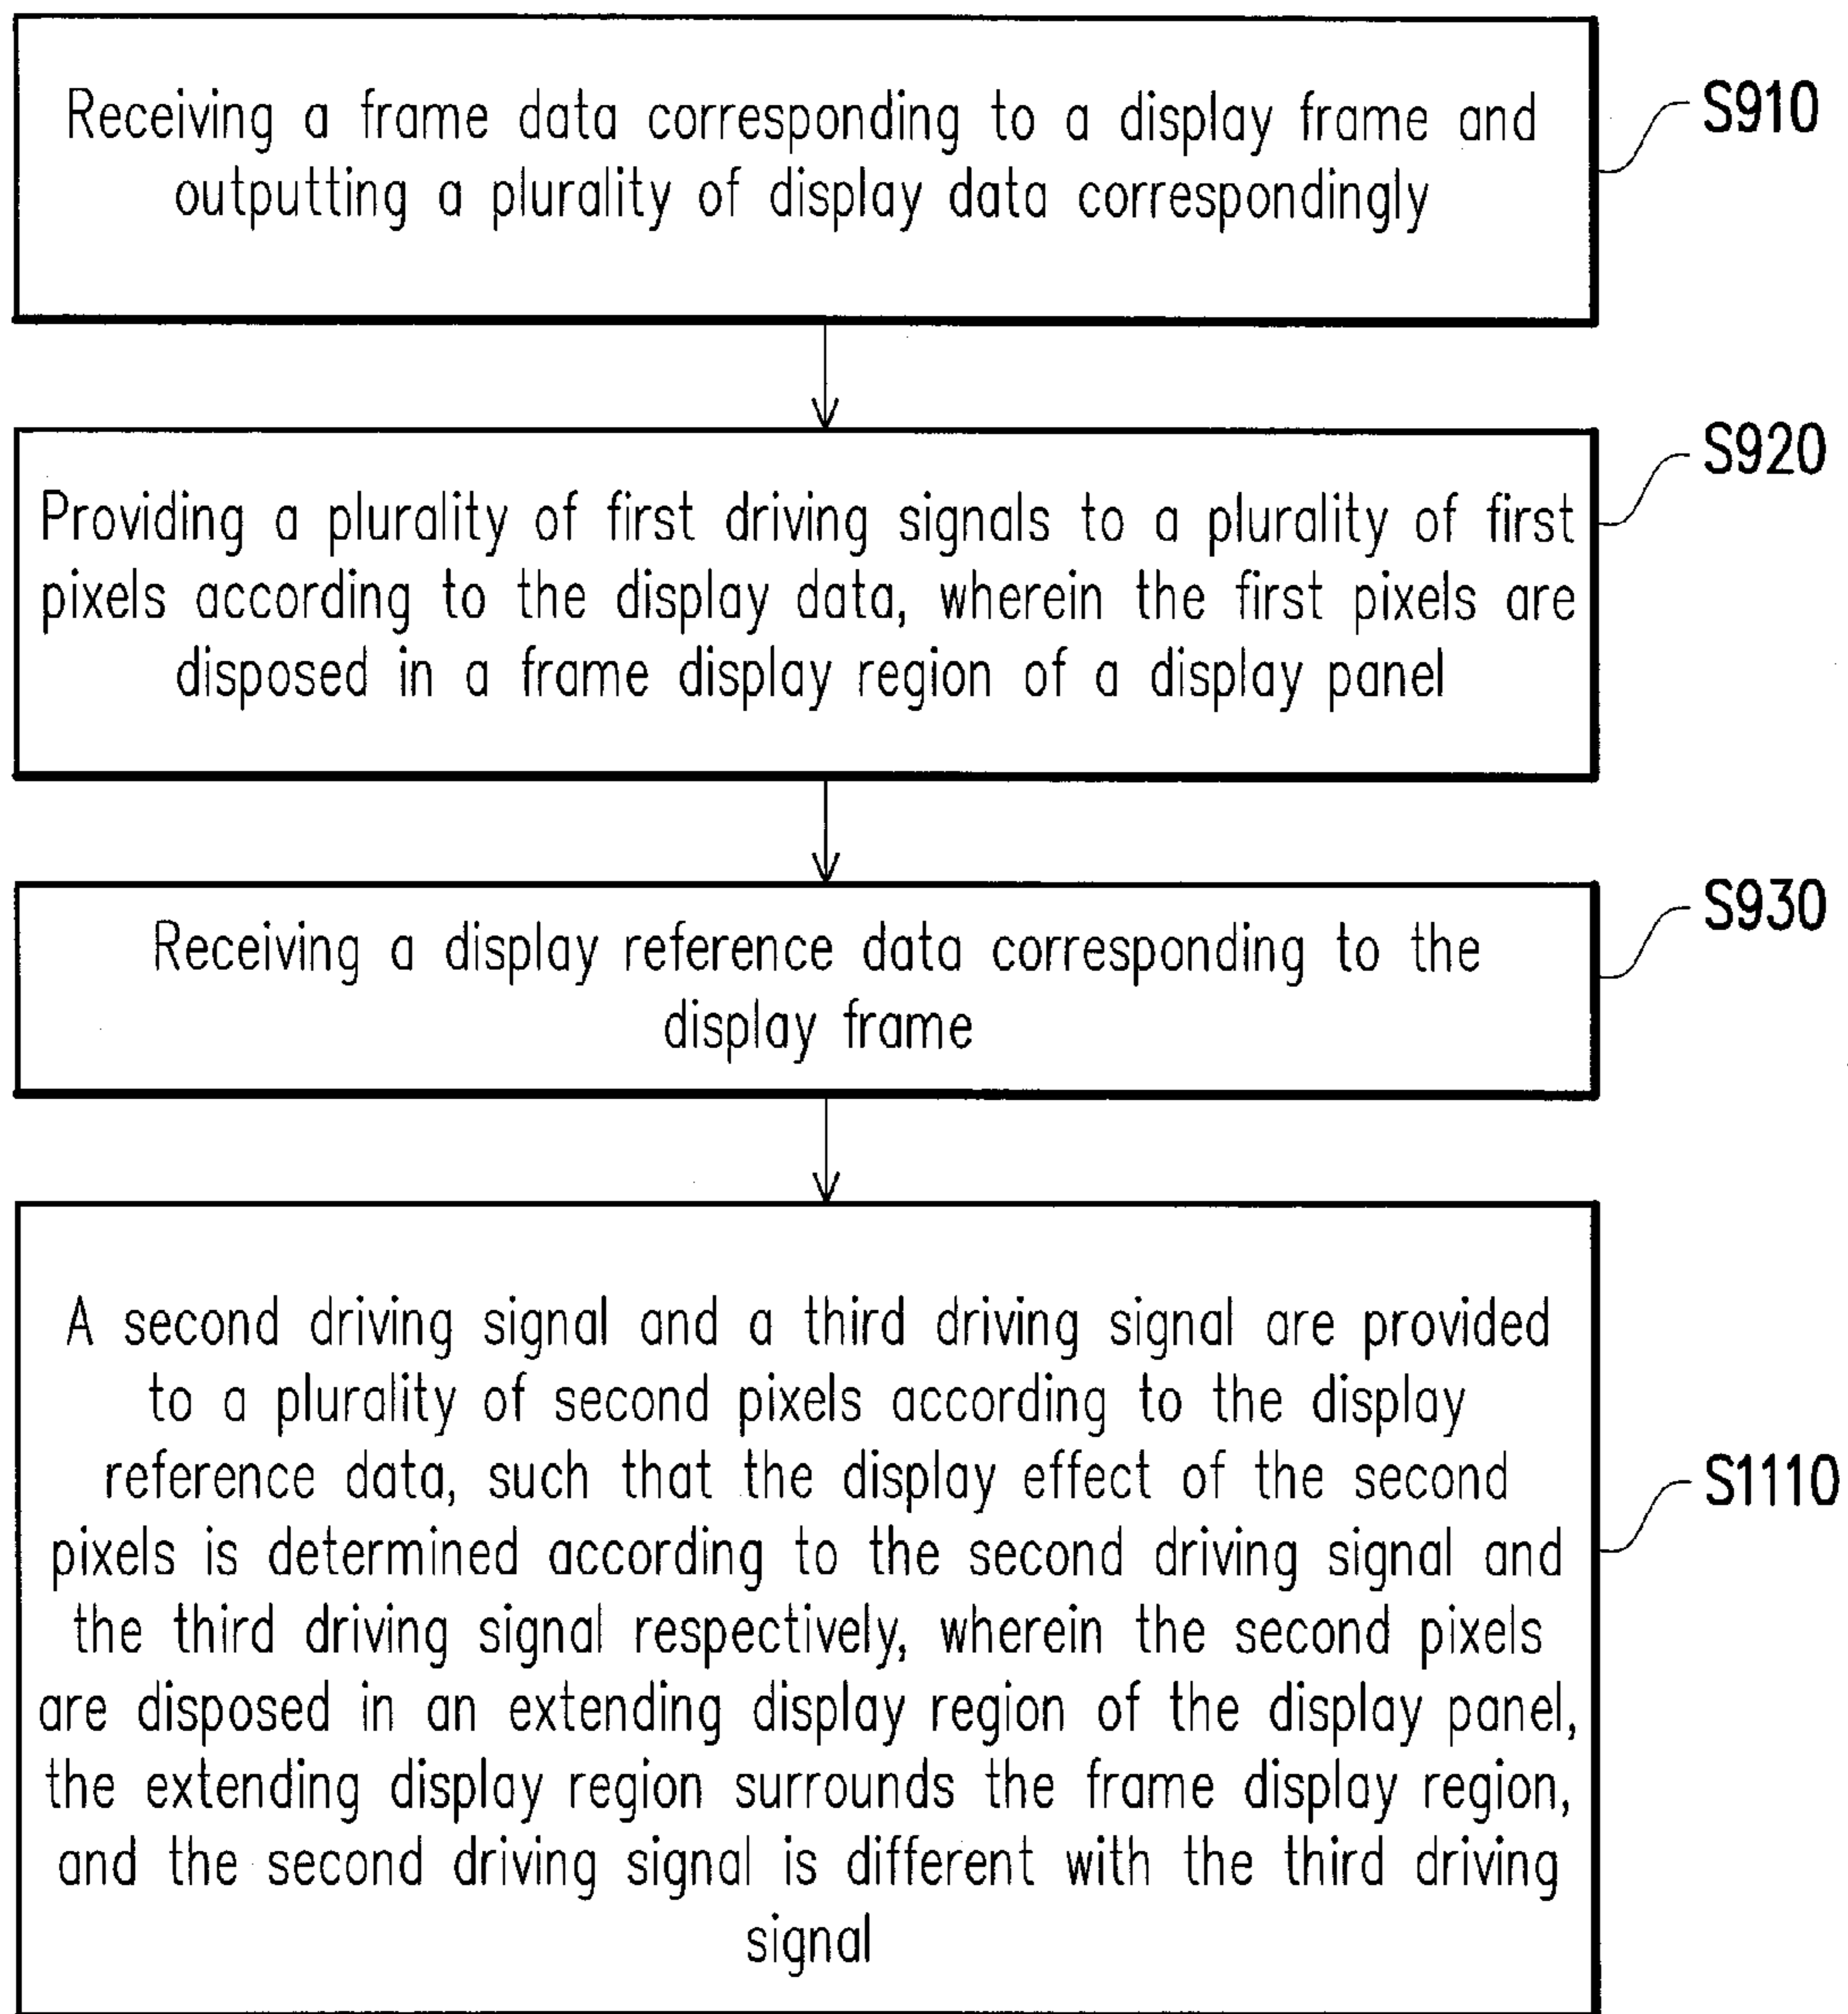 Receiving a frame data corresponding to a display frame and
outputting a plurality of display data correspondingly
S910
Providing a plurality of first driving signals to a plurality of first
pixels according to the display data, wherein the first pixels are
disposed in a frame display region of a display panel
S920
Receiving a display reference data corresponding to the
display frame
S930
A second driving signal and a third driving signal are provided
to a plurality of second pixels according to the display
reference data, such that the display effect of the second
pixels is determined according to the second driving signal and
the third driving signal respectively, wherein the second pixels
are disposed in an extending display region of the display panel,
the extending display region surrounds the frame display region,
and the second driving signal is different with the third driving
signal
S1110